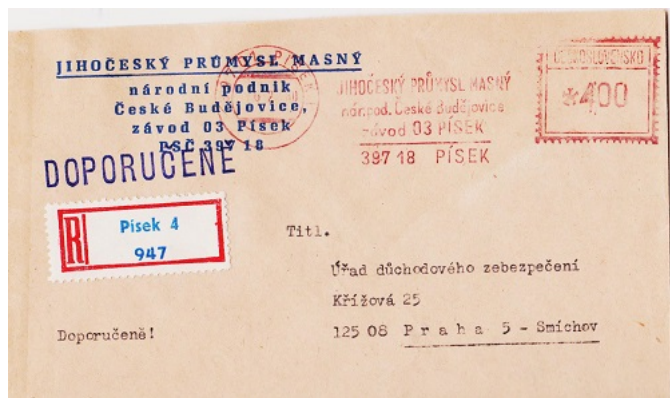 JIHOČESKÝ PRŮMYSL MASNÝ
národní podnik
České Budějovice,
závod 03 Písek
PSČ 397 18
DOPORUČENĚ
PÍSEK
JIHOČESKÝ PRŮMYSL MASNÝ
nár. pod. České Budějovice
závod 03 PÍSEK
397 18 PÍSEK
ČESKOSLOVENSKO
*400
R
Písek 4
947
Titl.
Úřad důchodového zebezpečení
Křížová 25
125 08 Praha 5 - Smíchov
Doporučeně!